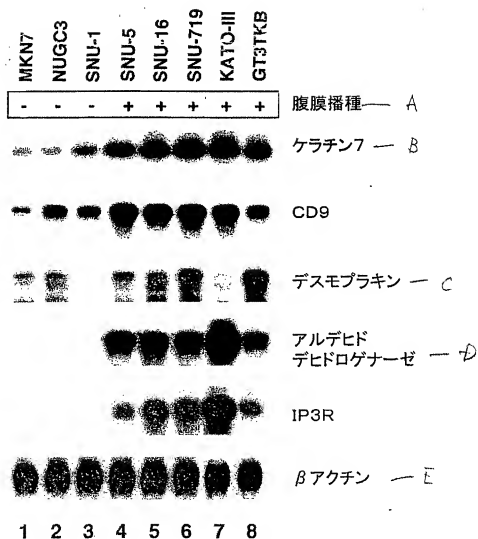 MKN7 NUGC3 SNU-1 SNU-5 SNU-16 SNU-719 KATO-III GT3TKB
- - - + + + + + 腹膜播種 — A
ケラチン7 — B
CD9
デスモプラキン — C
アルデヒド
デヒドロゲナーゼ — D
IP3R
βアクチン — E
1 2 3 4 5 6 7 8